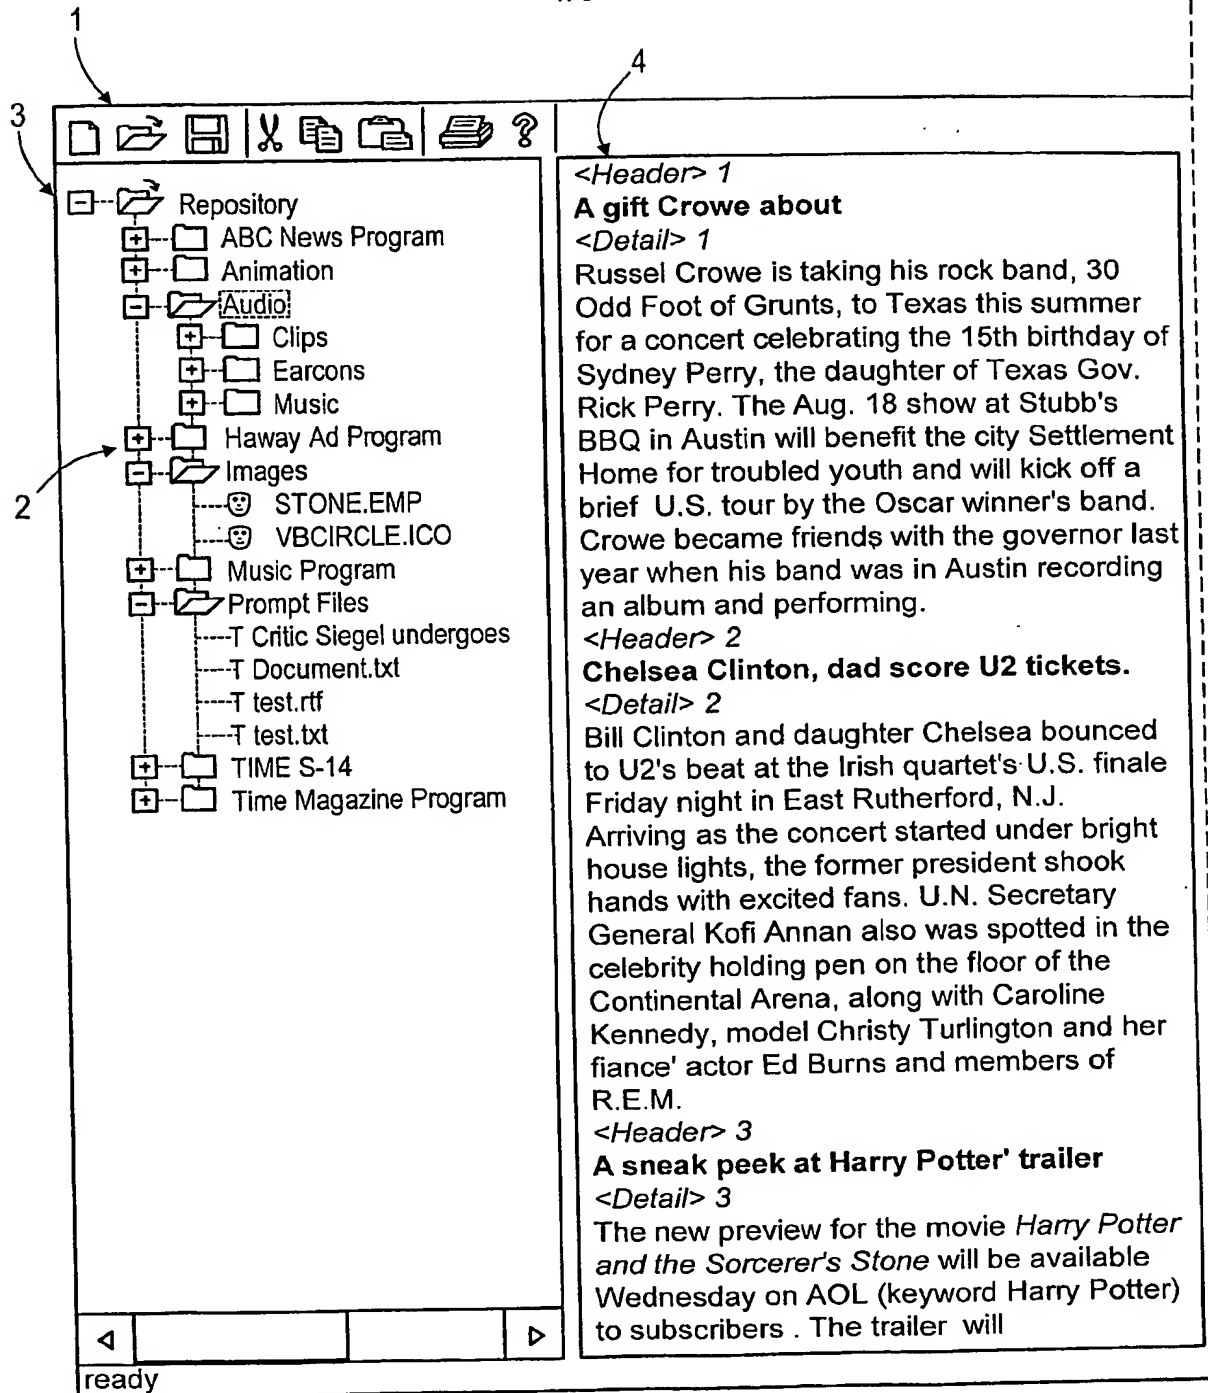 1
4
3
?
Repository
ABC News Program
Animation
Audio
Clips
Earcons
Music
Haway Ad Program
2
Images
STONE.EMP
VBCIRCLE.ICO
Music Program
Prompt Files
T Critic Siegel undergoes
T Document.txt
T test.rtf
T test.txt
TIME S-14
Time Magazine Program
ready
<Header> 1
A gift Crowe about
<Detail> 1
Russel Crowe is taking his rock band, 30
Odd Foot of Grunts, to Texas this summer
for a concert celebrating the 15th birthday of
Sydney Perry, the daughter of Texas Gov.
Rick Perry. The Aug. 18 show at Stubb's
BBQ in Austin will benefit the city Settlement
Home for troubled youth and will kick off a
brief U.S. tour by the Oscar winner's band.
Crowe became friends with the governor last
year when his band was in Austin recording
an album and performing.
<Header> 2
Chelsea Clinton, dad score U2 tickets.
<Detail> 2
Bill Clinton and daughter Chelsea bounced
to U2's beat at the Irish quartet's U.S. finale
Friday night in East Rutherford, N.J.
Arriving as the concert started under bright
house lights, the former president shook
hands with excited fans. U.N. Secretary
General Kofi Annan also was spotted in the
celebrity holding pen on the floor of the
Continental Arena, along with Caroline
Kennedy, model Christy Turlington and her
fiance' actor Ed Burns and members of
R.E.M.
<Header> 3
A sneak peek at Harry Potter' trailer
<Detail> 3
The new preview for the movie Harry Potter
and the Sorcerer's Stone will be available
Wednesday on AOL (keyword Harry Potter)
to subscribers . The trailer will